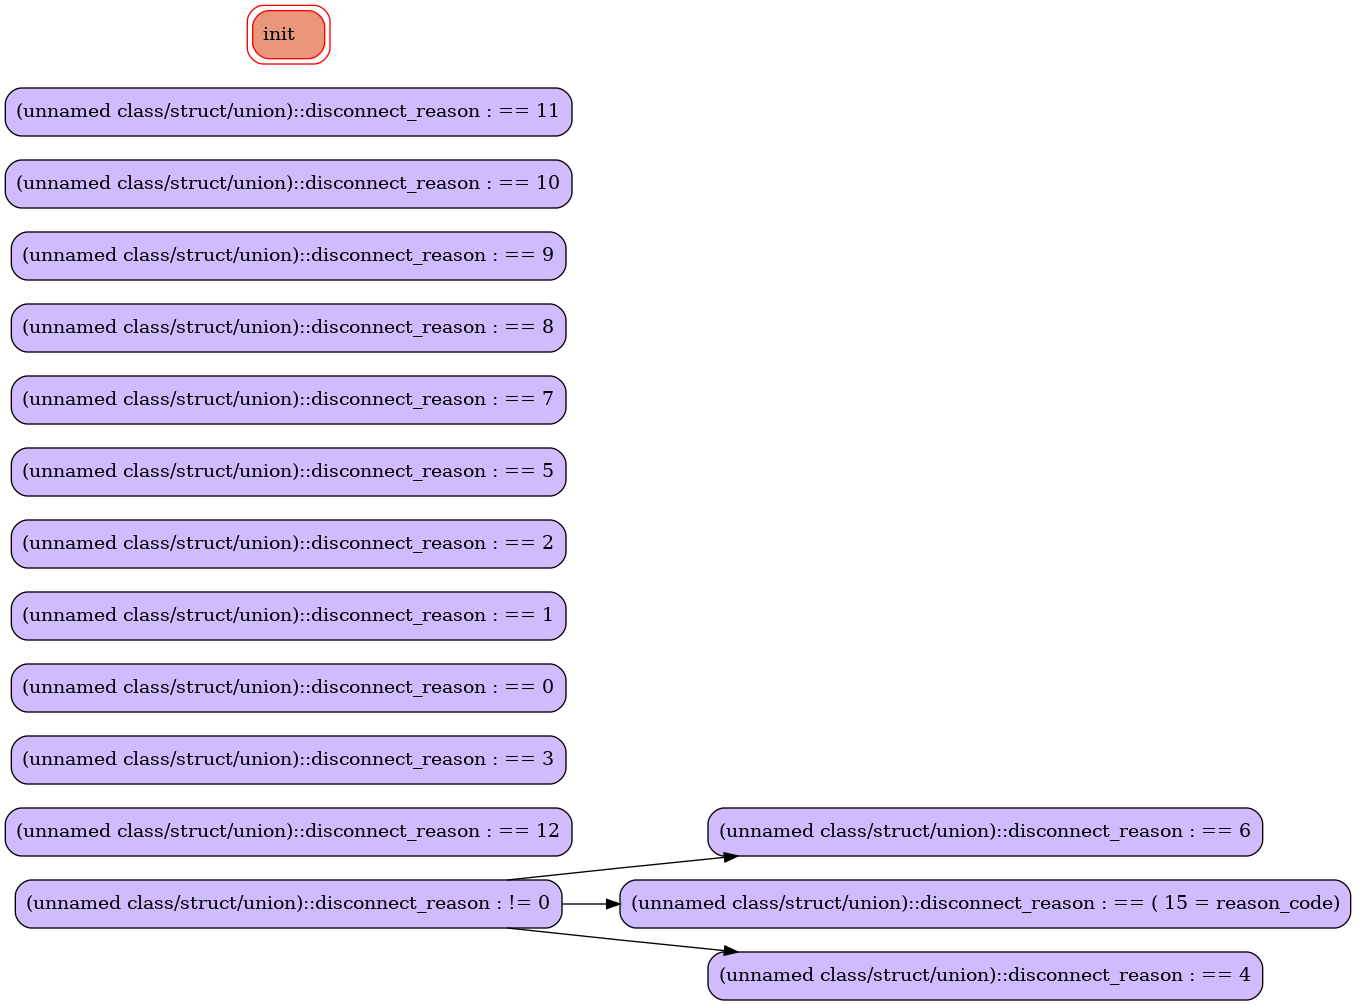 init
(unnamed class/struct/union)::disconnect_reason : == 11
(unnamed class/struct/union)::disconnect_reason : == 10
(unnamed class/struct/union)::disconnect_reason : == 9
(unnamed class/struct/union)::disconnect_reason : == 8
(unnamed class/struct/union)::disconnect_reason : == 7
(unnamed class/struct/union)::disconnect_reason : == 5
(unnamed class/struct/union)::disconnect_reason : == 2
(unnamed class/struct/union)::disconnect_reason : == 1
(unnamed class/struct/union)::disconnect_reason : == 0
(unnamed class/struct/union)::disconnect_reason : == 3
(unnamed class/struct/union)::disconnect_reason : == 12
(unnamed class/struct/union)::disconnect_reason : == 6
(unnamed class/struct/union)::disconnect_reason : != 0
(unnamed class/struct/union)::disconnect_reason : == ( 15 = reason_code)
(unnamed class/struct/union)::disconnect_reason : == 4